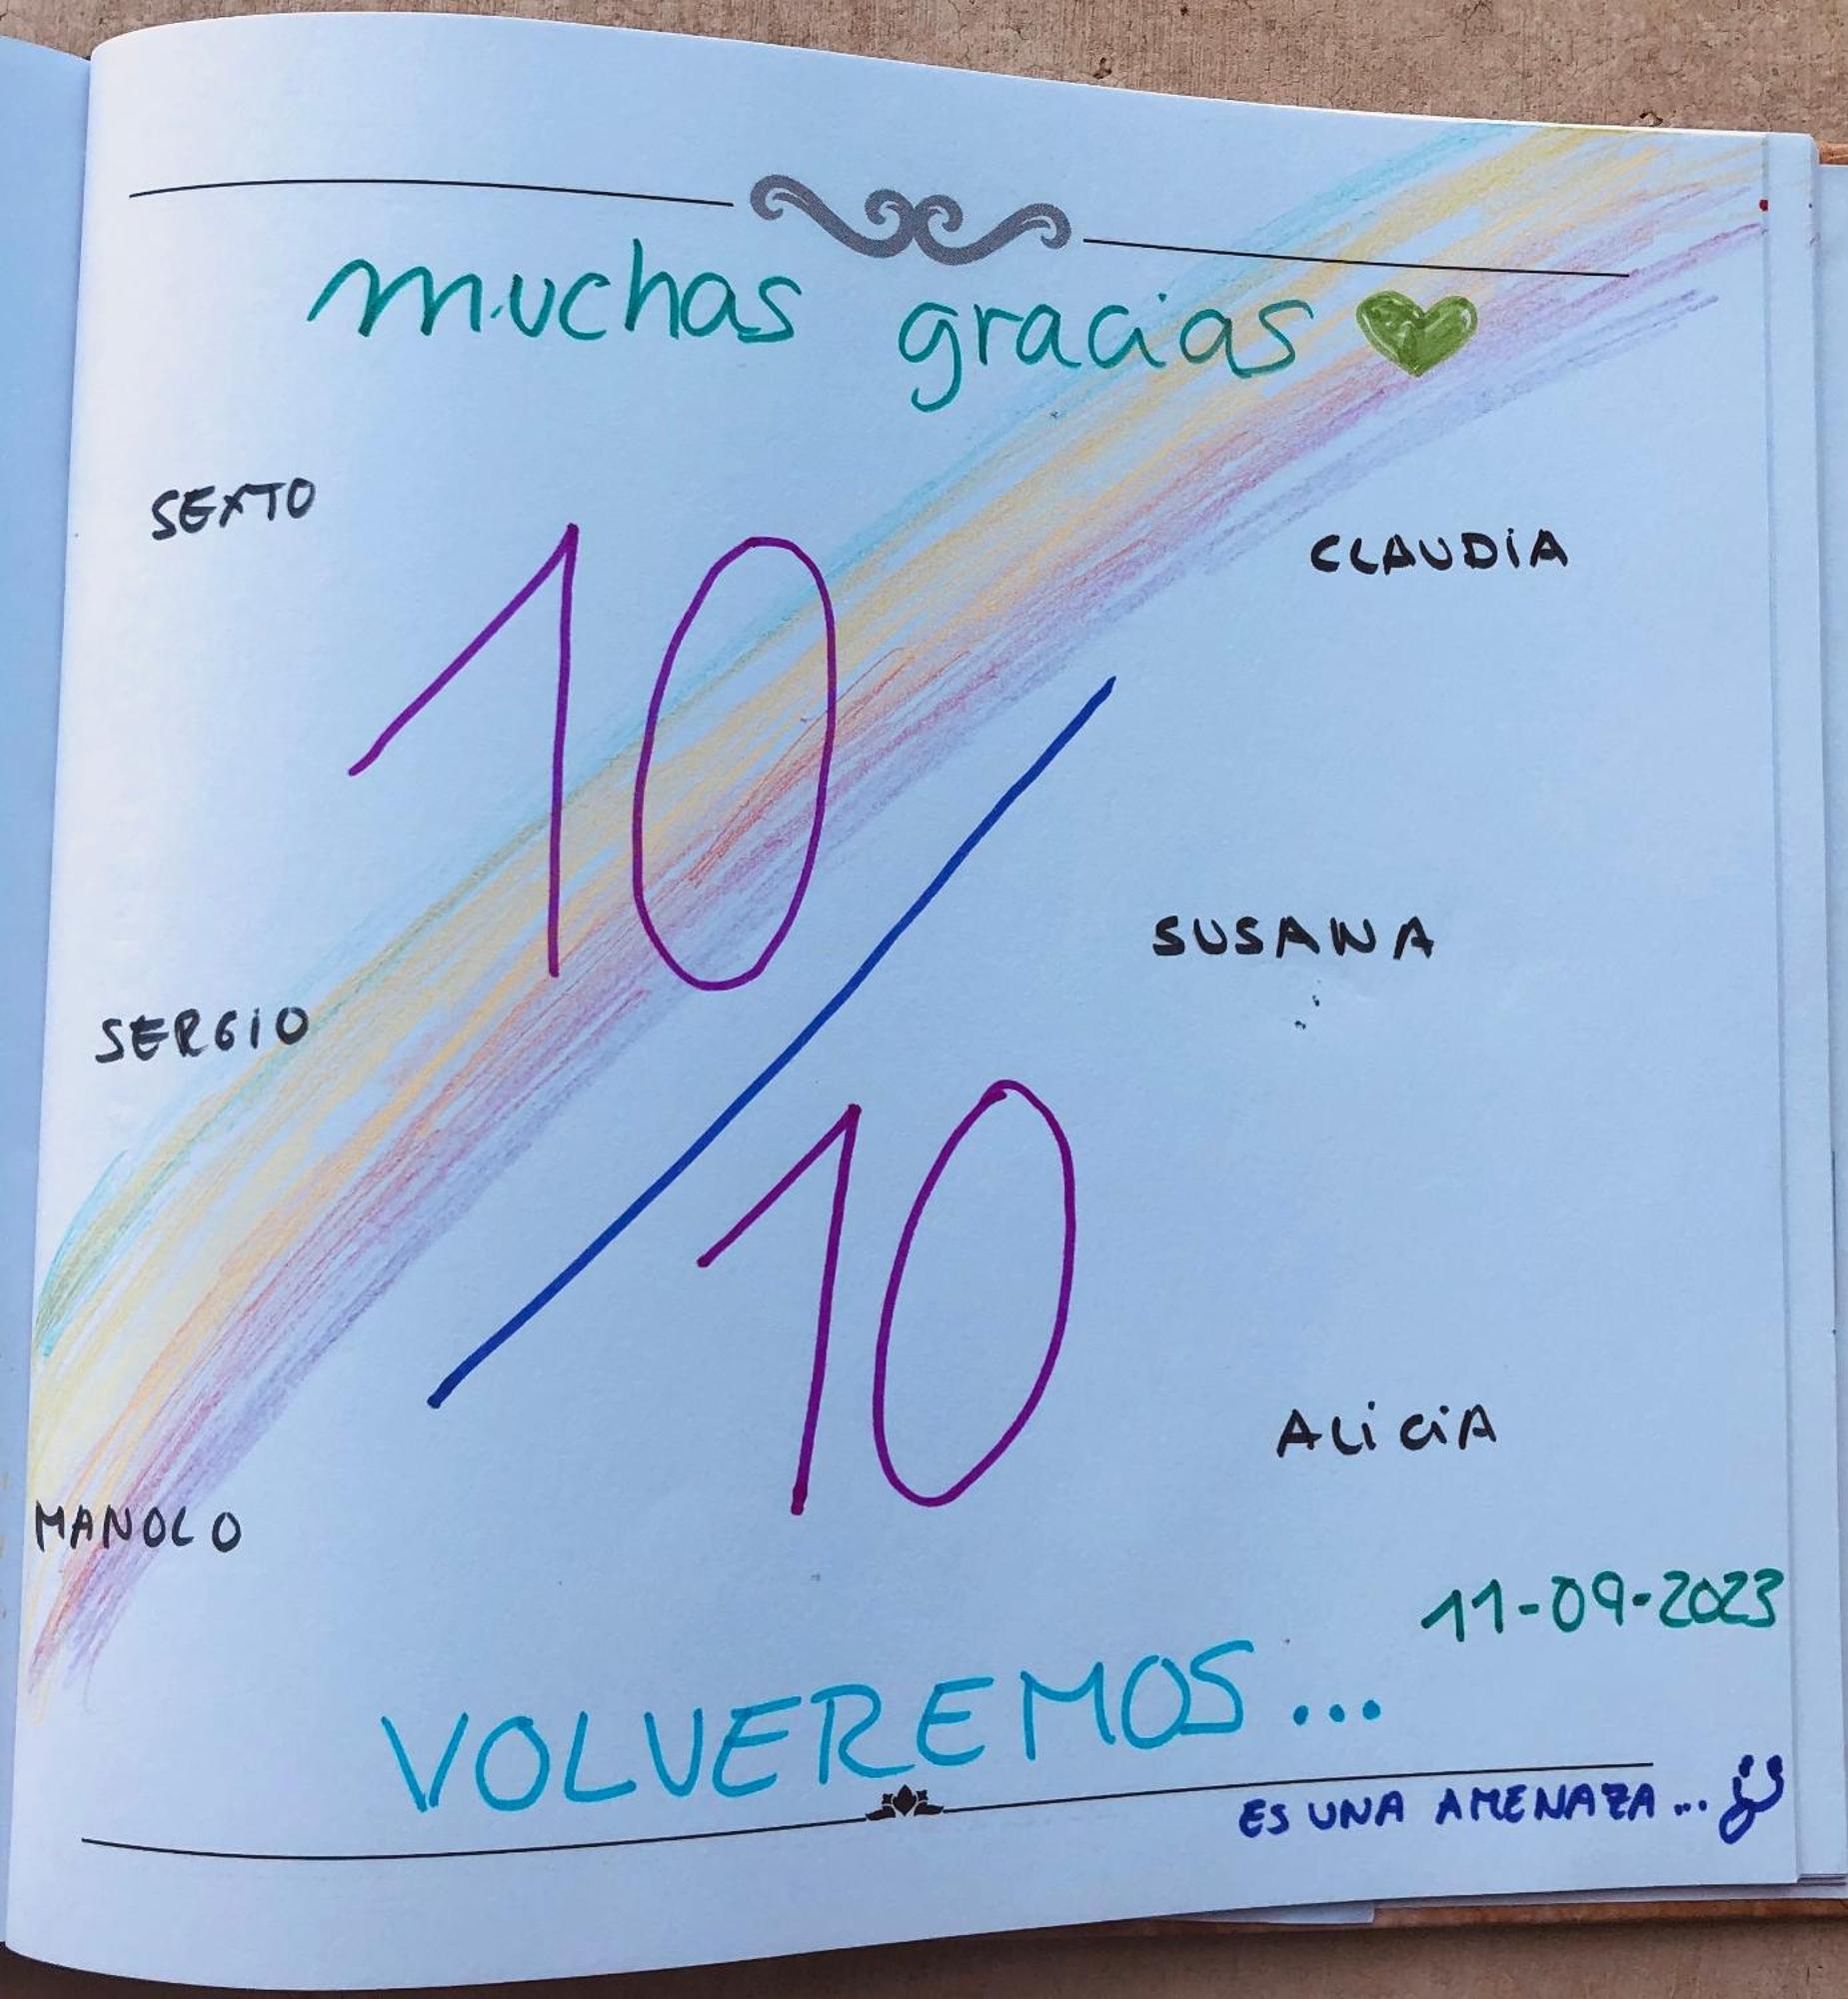 muchas gracias
SEXTO
CLAUDIA
10
/
SUSANA
SERGIO
10
ALICIA
MANOLO
11-09-2023
VOLVEREMOS...
ES UNA AMENAZA...